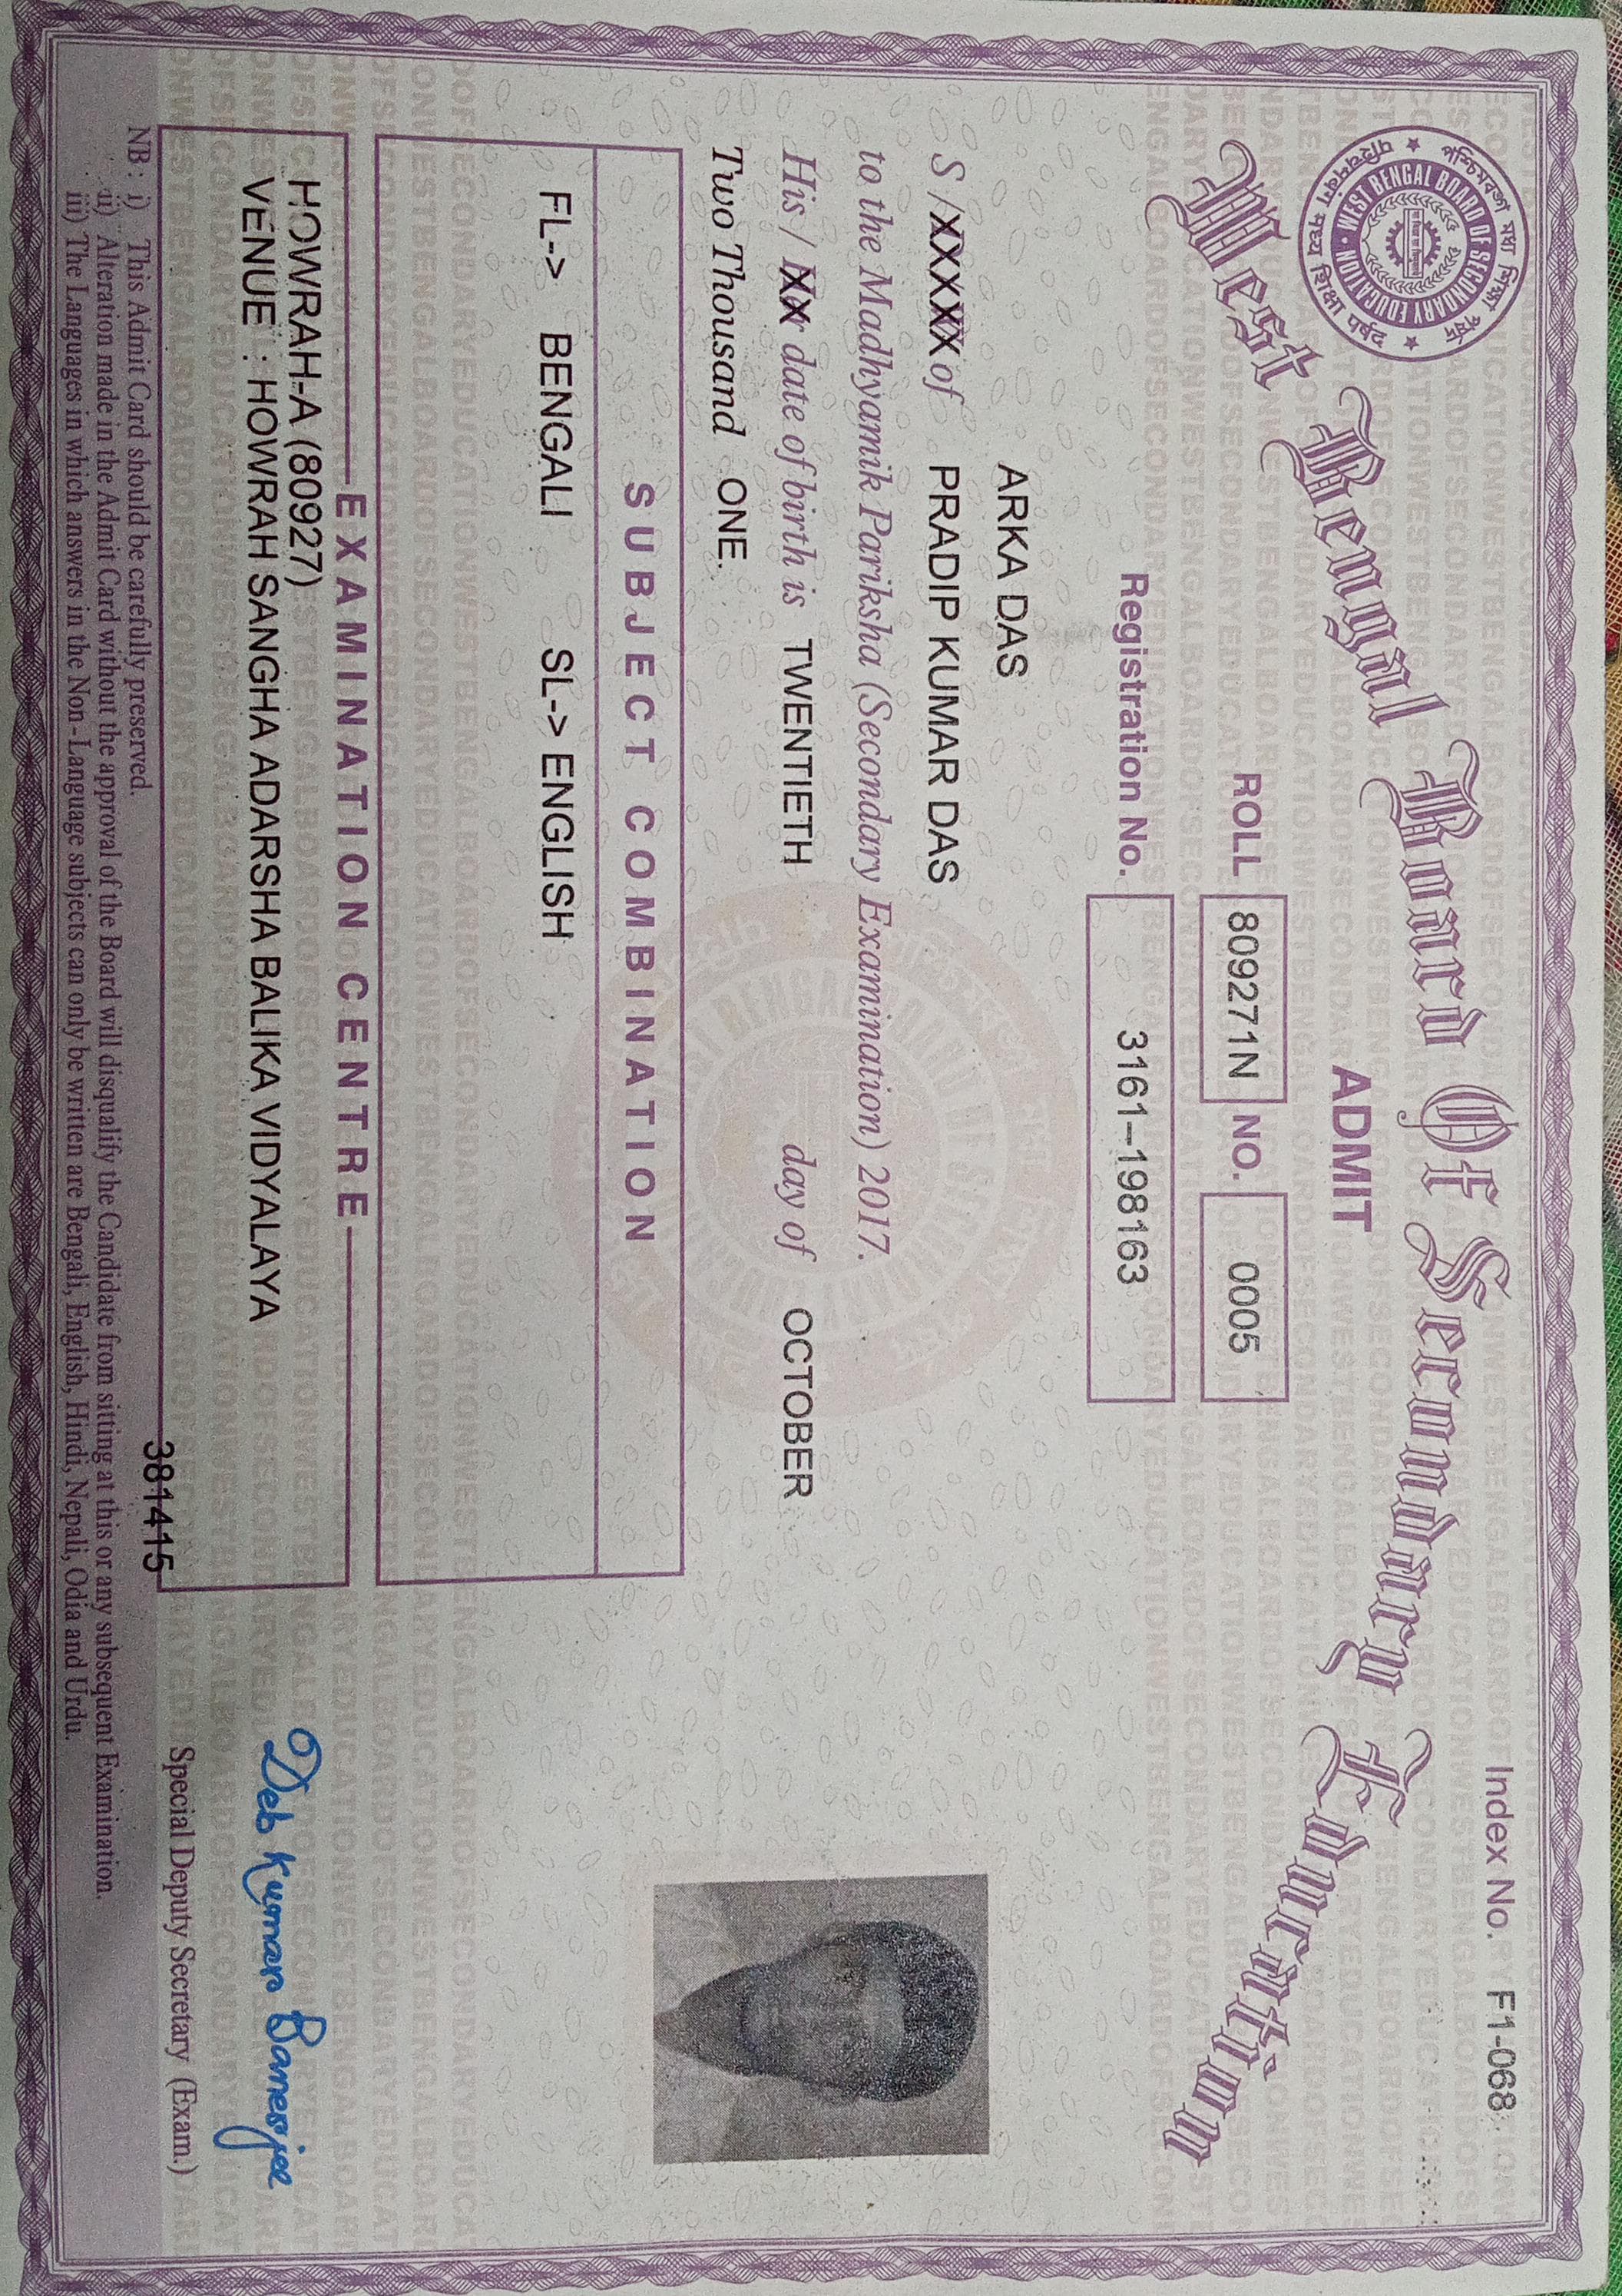 পশ্চিমবঙ্গ মধ্য শিক্ষা পর্ষদ
WEST BENGAL BOARD OF SECONDARY EDUCATION
पश्चिमबंग मध्य शिक्षा पर्षद
Index No. F1-068
West Bengal Board Of Secondary Education
ADMIT
ROLL 809271N NO. 0005
Registration No. 3161–198163
ARKA DAS
S /XXXXX of PRADIP KUMAR DAS
to the Madhyamik Pariksha (Secondary Examination) 2017.
His / Her date of birth is TWENTIETH day of OCTOBER
Two Thousand ONE.
SUBJECT COMBINATION
FL-> BENGALI SL-> ENGLISH
EXAMINATION CENTRE
HOWRAH-A (80927)
VENUE : HOWRAH SANGHA ADARSHA BALIKA VIDYALAYA
381415
Deb Kumar Banerjee
Special Deputy Secretary (Exam.)
NB : i) This Admit Card should be carefully preserved.
ii) Alteration made in the Admit Card without the approval of the Board will disqualify the Candidate from sitting at this or any subsequent Examination.
iii) The Languages in which answers in the Non-Language subjects can only be written are Bengali, English, Hindi, Nepali, Odia and Urdu.